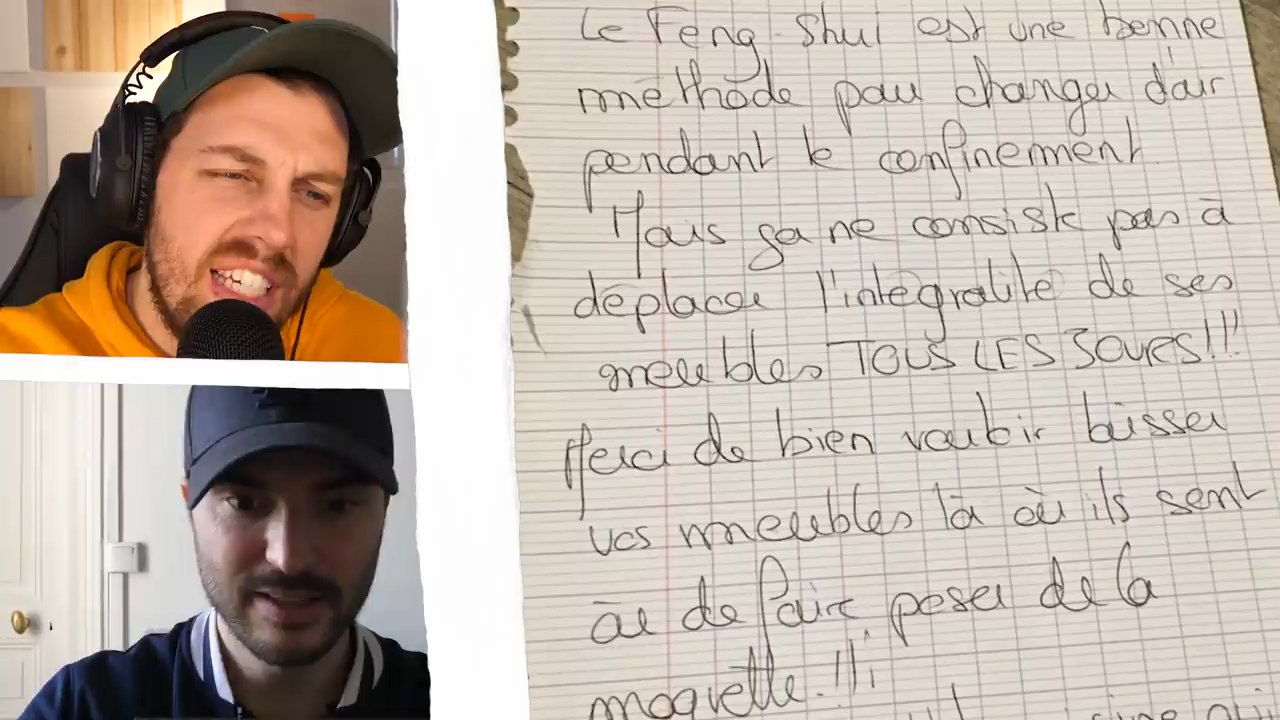 Le Feng-Shui est une bonne
méthode pour changer d'air
pendant le confinement
Mais ça ne consiste pas à
déplacer l'intégralité de ses
meubles TOUS LES JOURS!!!
Merci de bien vouloir laisser
vos meubles là où ils sont
ou de faire poser de la
moquette!!!